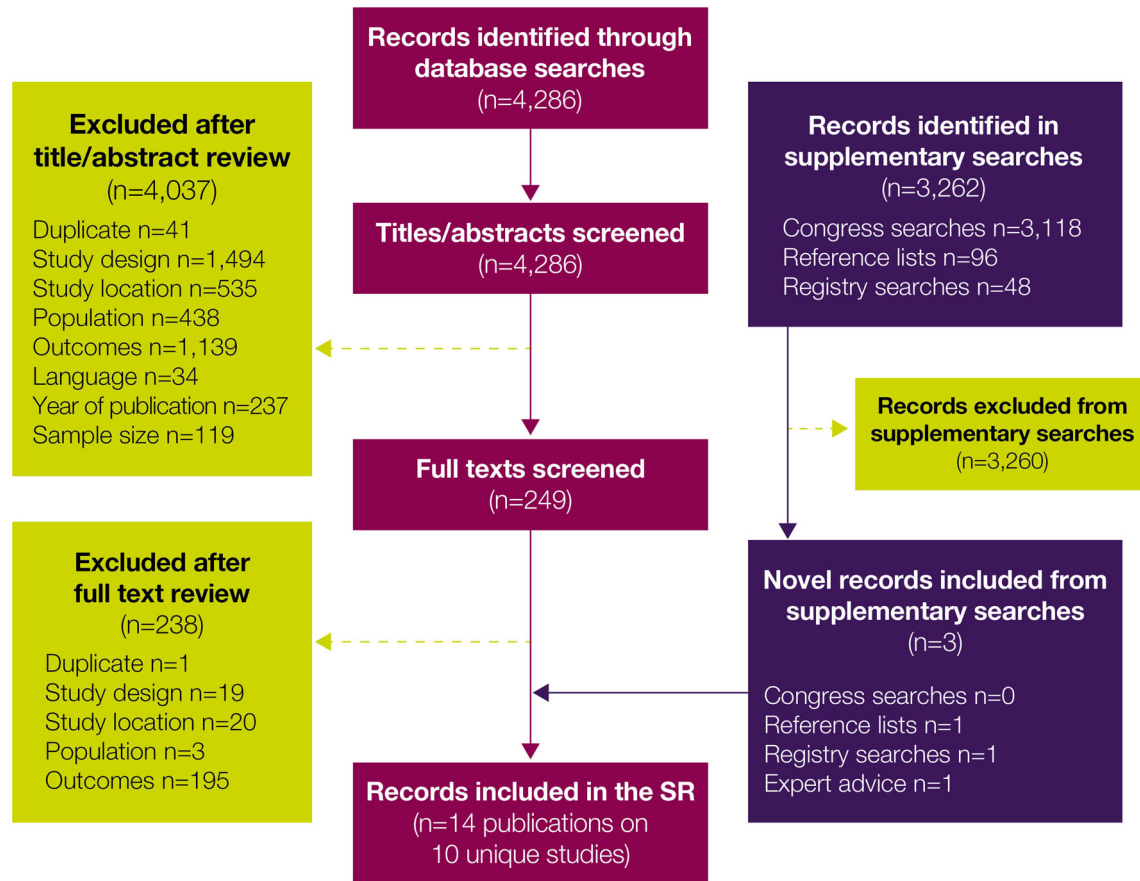 Records identified through
database searches
(n=4,286)
Excluded after
title/abstract review
(n=4,037)
Duplicate n=41
Study design n=1,494
Study location n=535
Population n=438
Outcomes n=1,139
Language n=34
Year of publication n=237
Sample size n=119
Records identified in
supplementary searches
(n=3,262)
Congress searches n=3,118
Reference lists n=96
Registry searches n=48
Titles/abstracts screened
(n=4,286)
Records excluded from
supplementary searches
(n=3,260)
Full texts screened
(n=249)
Excluded after
full text review
(n=238)
Duplicate n=1
Study design n=19
Study location n=20
Population n=3
Outcomes n=195
Novel records included from
supplementary searches
(n=3)
Congress searches n=0
Reference lists n=1
Registry searches n=1
Expert advice n=1
Records included in the SR
(n=14 publications on
10 unique studies)